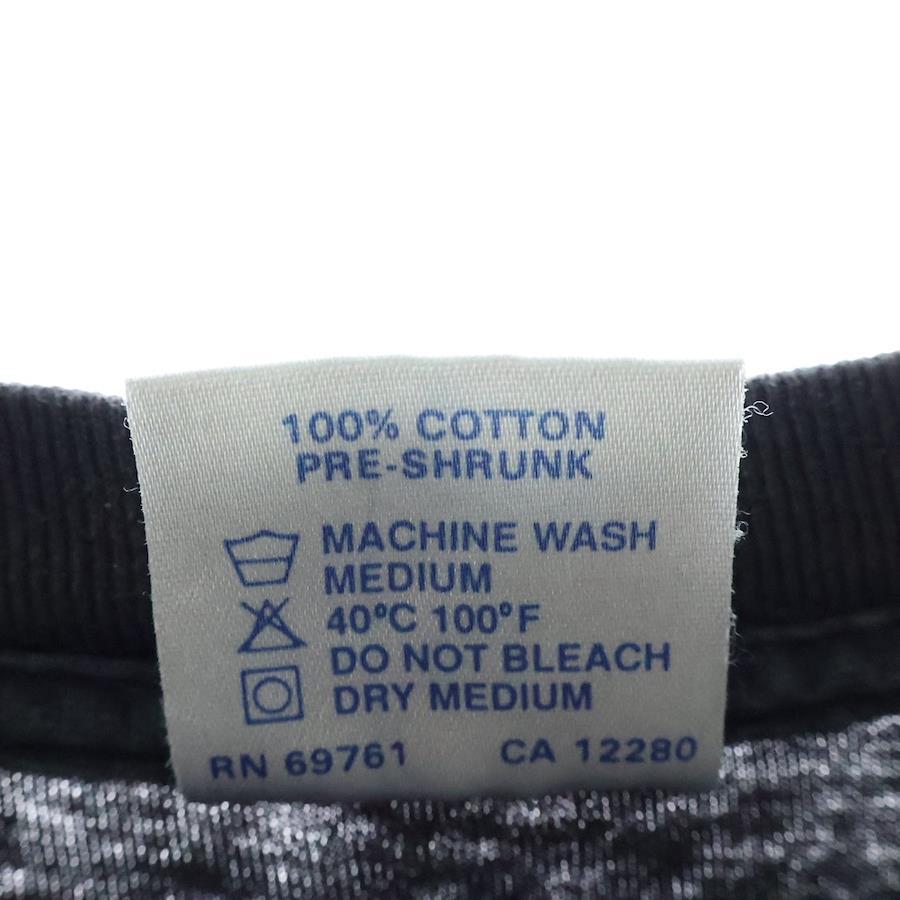 100% COTTON
PRE-SHRUNK
MACHINE WASH
MEDIUM
40°C 100°F
DO NOT BLEACH
DRY MEDIUM
RN 69761 CA 12280